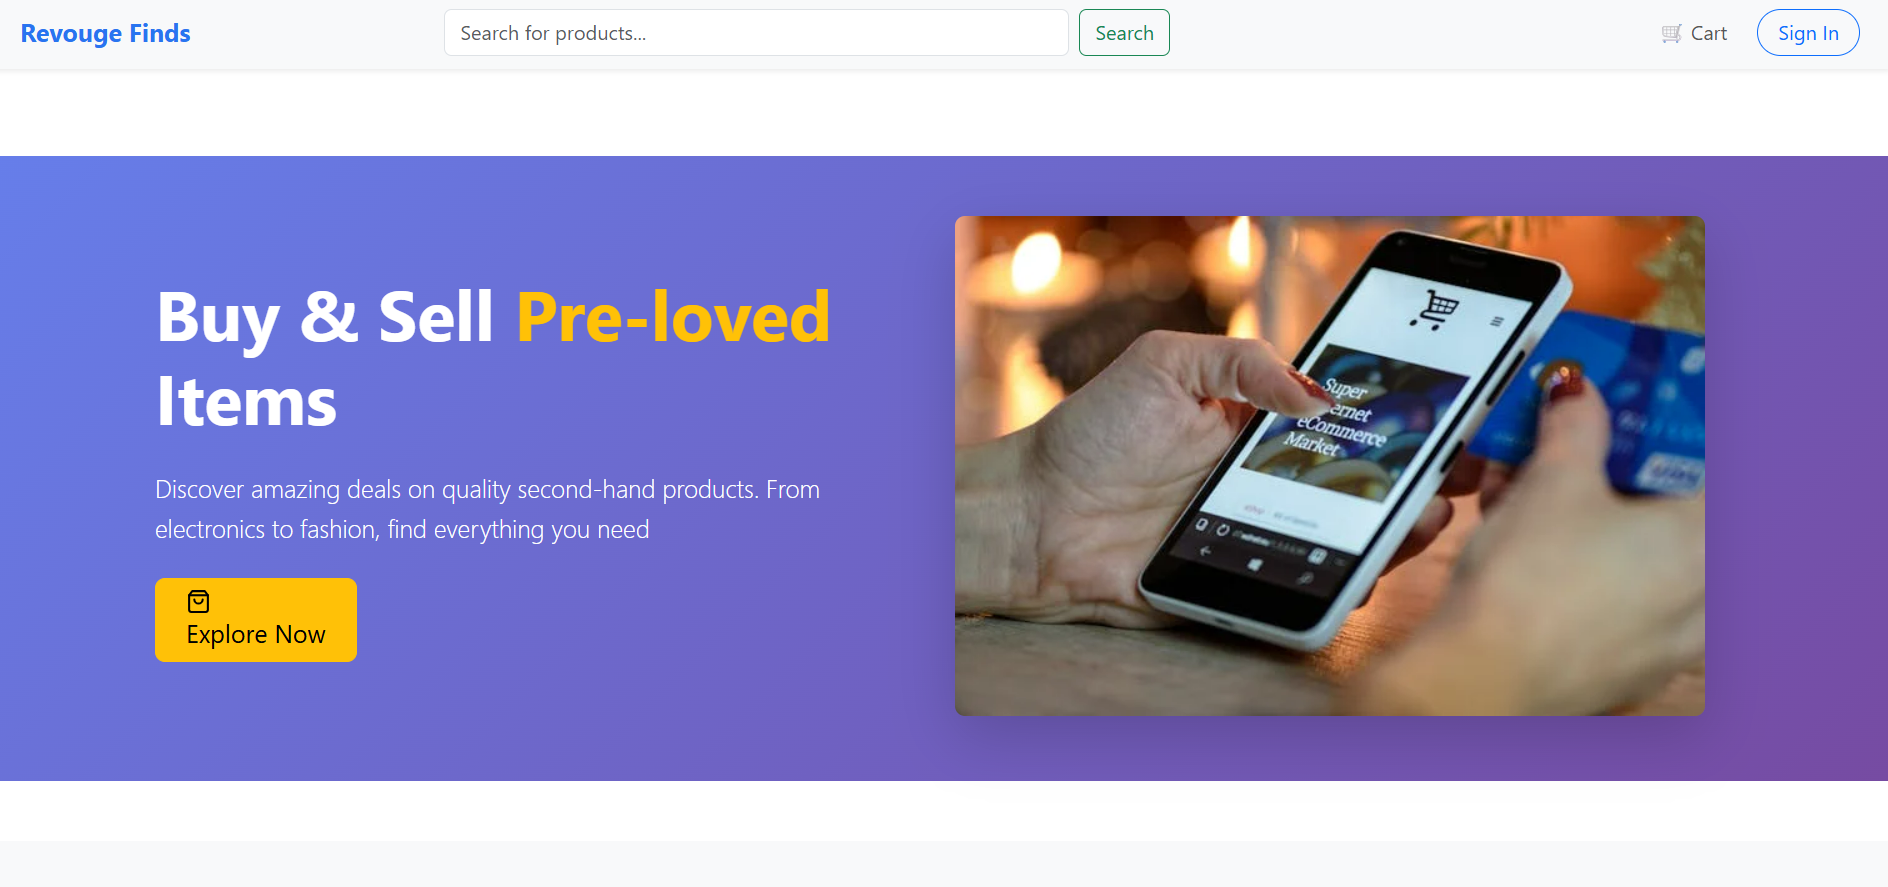 Revouge Finds
Search for products...
Search
Cart
Sign In
Buy & Sell Pre-loved
Items
Discover amazing deals on quality second-hand products. From
electronics to fashion, find everything you need
Explore Now
Super
eCommerce
Market